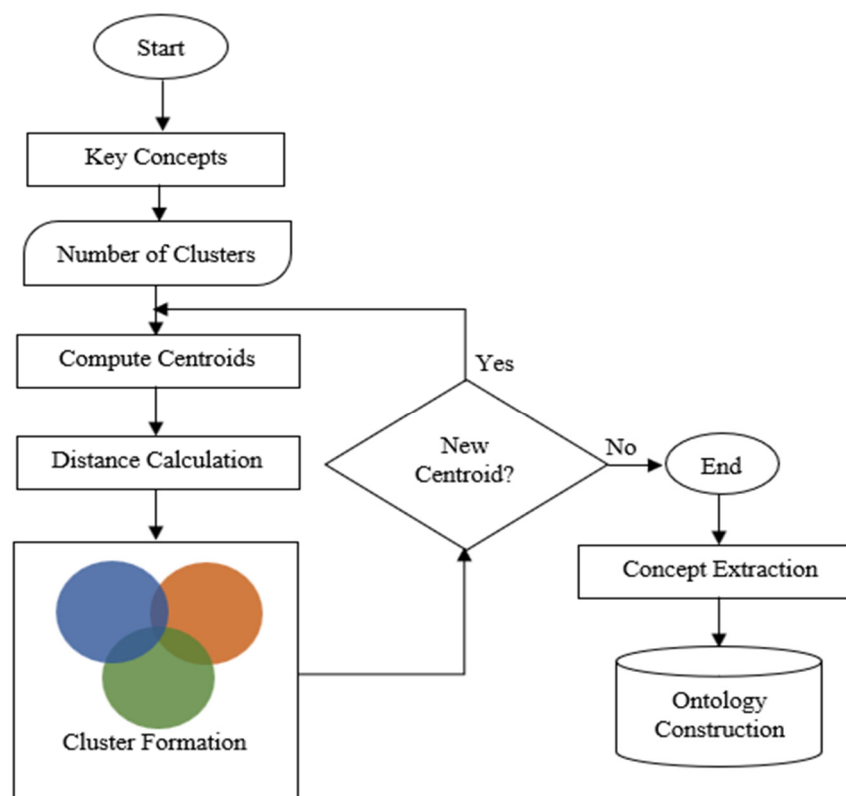 Start
Key Concepts
Number of Clusters
Compute Centroids
Distance Calculation
Cluster Formation
Yes
New
Centroid?
No
End
Concept Extraction
Ontology
Construction